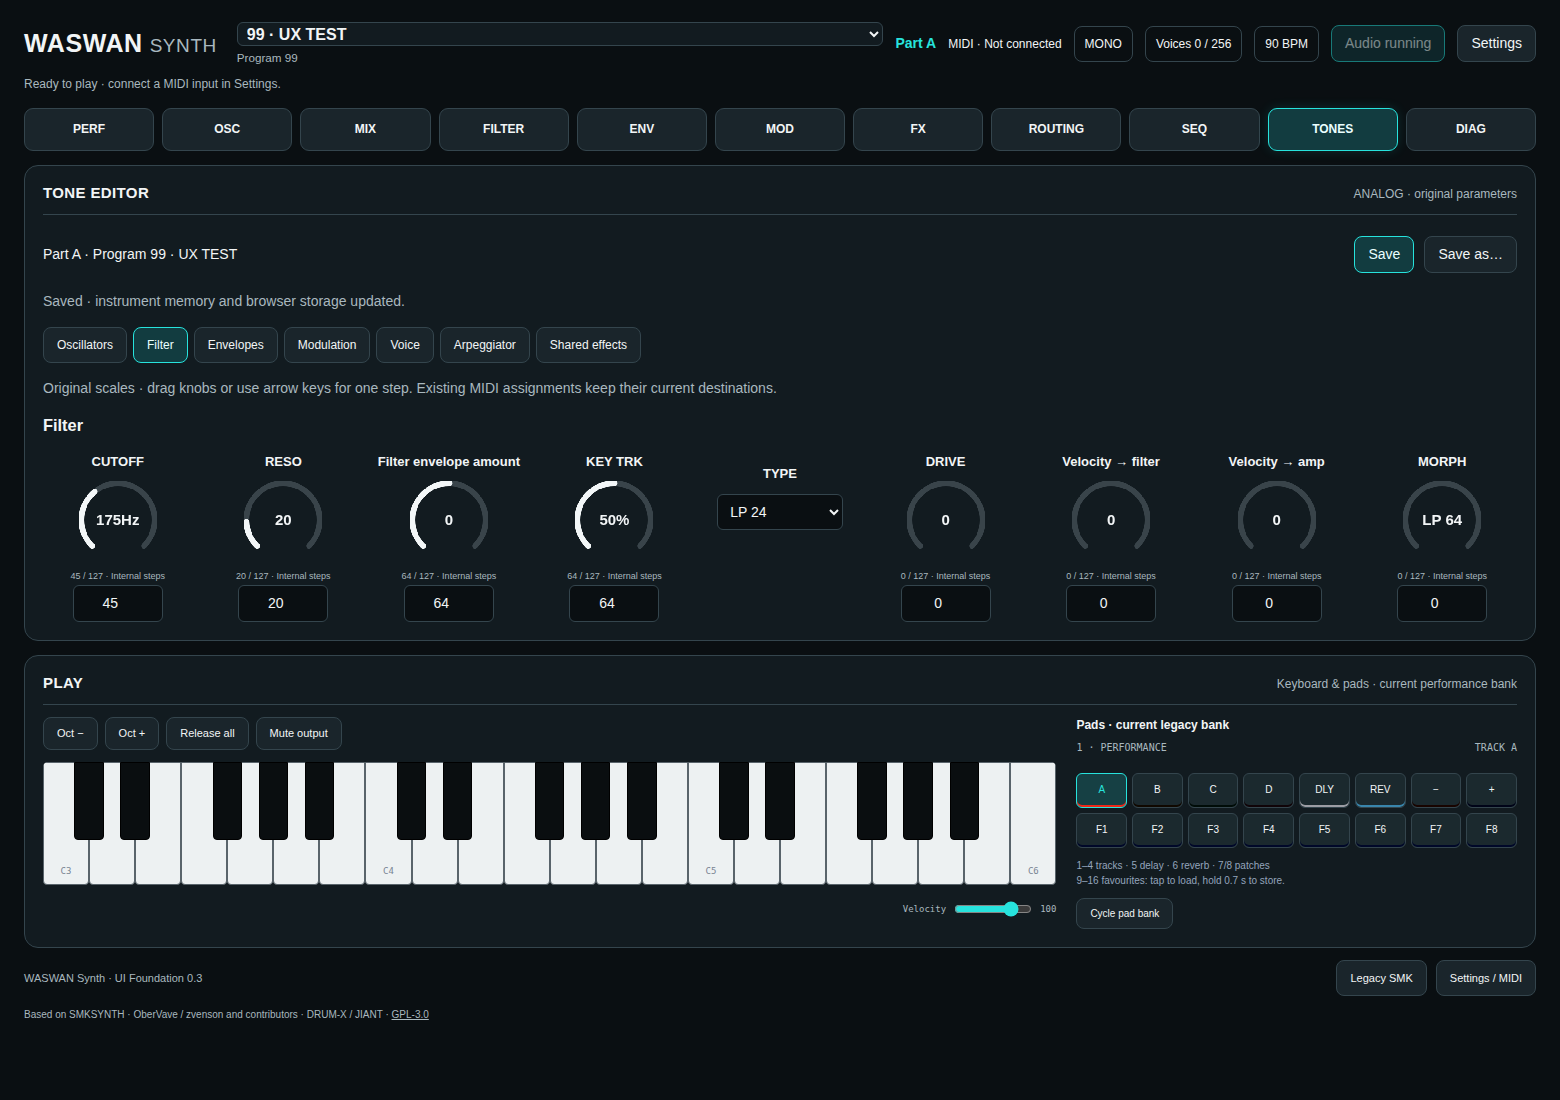 WASWAN SYNTH
99 · UX TEST
Program 99
Part A
MIDI · Not connected
MONO
Voices 0 / 256
90 BPM
Audio running
Settings
Ready to play · connect a MIDI input in Settings.
PERF
OSC
MIX
FILTER
ENV
MOD
FX
ROUTING
SEQ
TONES
DIAG
TONE EDITOR
ANALOG · original parameters
Part A · Program 99 · UX TEST
Save
Save as…
Saved · instrument memory and browser storage updated.
Oscillators
Filter
Envelopes
Modulation
Voice
Arpeggiator
Shared effects
Original scales · drag knobs or use arrow keys for one step. Existing MIDI assignments keep their current destinations.
Filter
CUTOFF
175Hz
45 / 127 · Internal steps
45
RESO
20
20 / 127 · Internal steps
20
Filter envelope amount
0
64 / 127 · Internal steps
64
KEY TRK
50%
64 / 127 · Internal steps
64
TYPE
LP 24
DRIVE
0
0 / 127 · Internal steps
0
Velocity → filter
0
0 / 127 · Internal steps
0
Velocity → amp
0
0 / 127 · Internal steps
0
MORPH
LP 64
0 / 127 · Internal steps
0
PLAY
Keyboard & pads · current performance bank
Oct −
Oct +
Release all
Mute output
C3
C4
C5
C6
Velocity
100
Pads · current legacy bank
1 · PERFORMANCE
TRACK A
A
B
C
D
DLY
REV
−
+
F1
F2
F3
F4
F5
F6
F7
F8
1–4 tracks · 5 delay · 6 reverb · 7/8 patches
9–16 favourites: tap to load, hold 0.7 s to store.
Cycle pad bank
WASWAN Synth · UI Foundation 0.3
Legacy SMK
Settings / MIDI
Based on SMKSYNTH · OberVave / zvenson and contributors · DRUM-X / JIANT · GPL-3.0